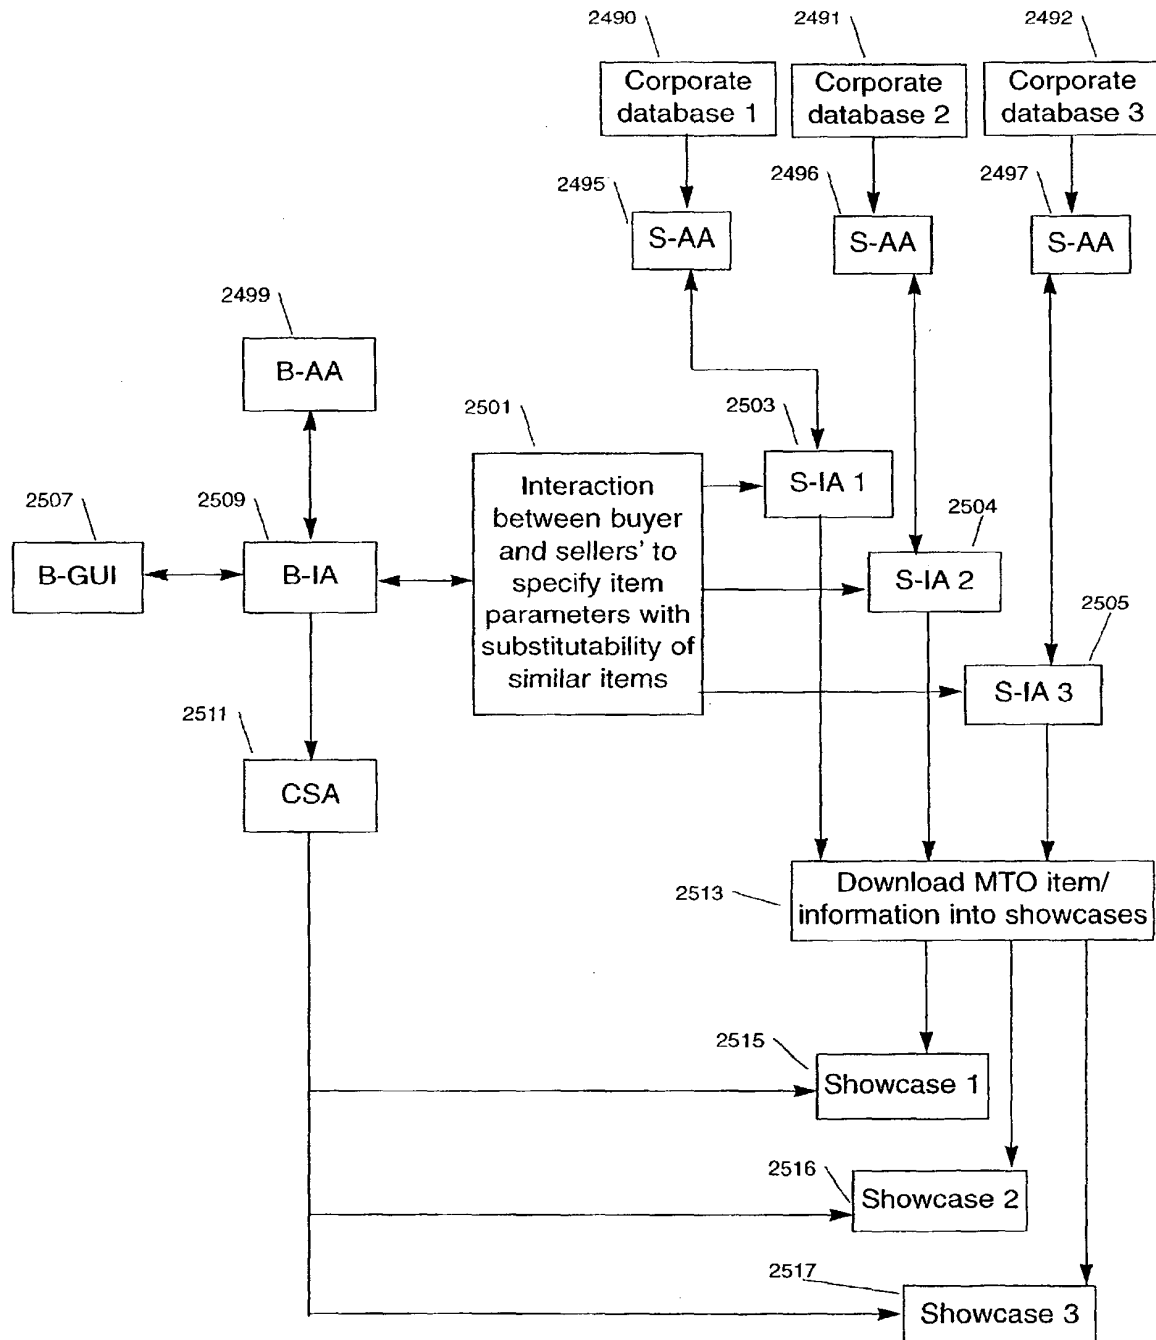 2490
2491
2492
Corporate
database 1
Corporate
database 2
Corporate
database 3
2495
2496
2497
S-AA
S-AA
S-AA
2499
B-AA
2501
2503
Interaction
between buyer
and sellers' to
specify item
parameters with
substitutability of
similar items
S-IA 1
2507
2509
2504
B-GUI
B-IA
S-IA 2
2505
S-IA 3
2511
CSA
2513
Download MTO item/
information into showcases
2515
Showcase 1
2516
Showcase 2
2517
Showcase 3